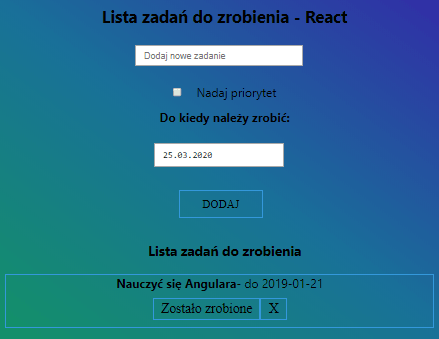 Lista zadań do zrobienia - React
Dodaj nowe zadanie
Nadaj priorytet
Do kiedy należy zrobić:
25.03.2020
DODAJ
Lista zadań do zrobienia
Nauczyć się Angulara- do 2019-01-21
Zostało zrobione X